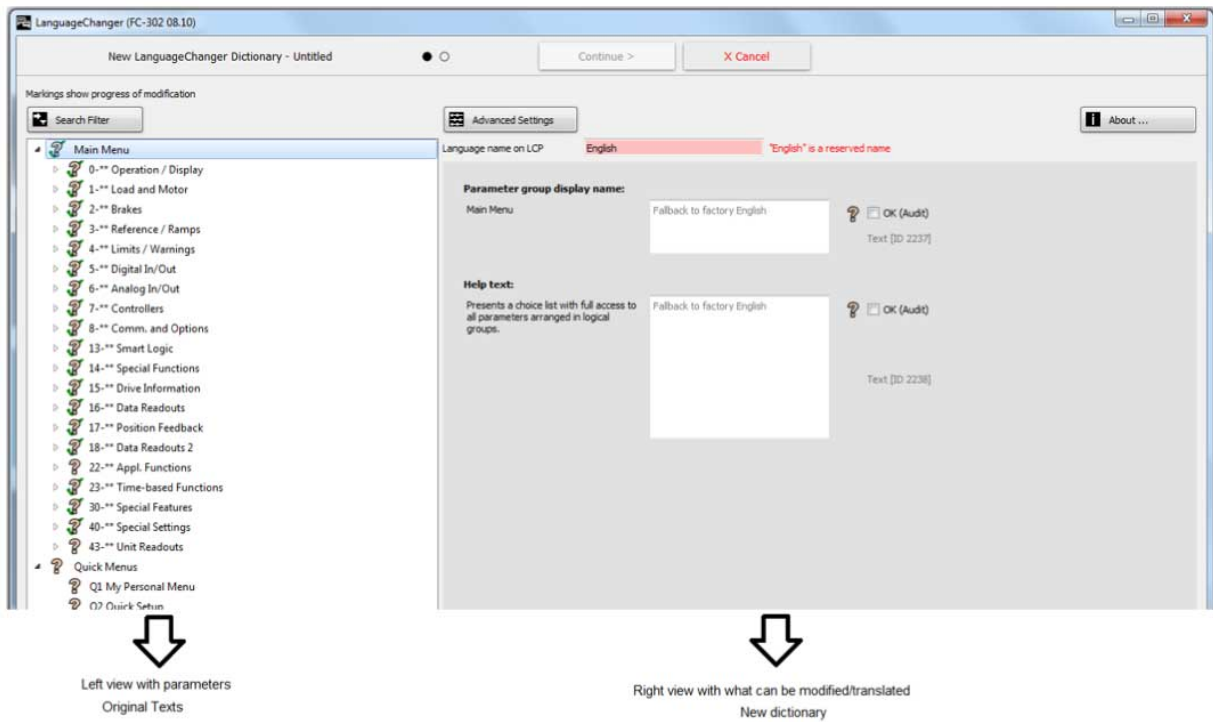 LanguageChanger (FC-302 08.10)
New LanguageChanger Dictionary - Untitled
Continue >
X Cancel
Markings show progress of modification
Search Filter
Advanced Settings
About ...
Main Menu
0-** Operation / Display
1-** Load and Motor
2-** Brakes
3-** Reference / Ramps
4-** Limits / Warnings
5-** Digital In/Out
6-** Analog In/Out
7-** Controllers
8-** Comm. and Options
13-** Smart Logic
14-** Special Functions
15-** Drive Information
16-** Data Readouts
17-** Position Feedback
18-** Data Readouts 2
22-** Appl. Functions
23-** Time-based Functions
30-** Special Features
40-** Special Settings
43-** Unit Readouts
Quick Menus
Q1 My Personal Menu
Q2 Quick Setup
Language name on LCP English "English" is a reserved name
Parameter group display name:
Main Menu Fallback to factory English OK (Audit)
Text [ID 2237]
Help text:
Presents a choice list with full access to
all parameters arranged in logical
groups.
Fallback to factory English OK (Audit)
Text [ID 2238]
Left view with parameters
Original Texts
Right view with what can be modified/translated
New dictionary